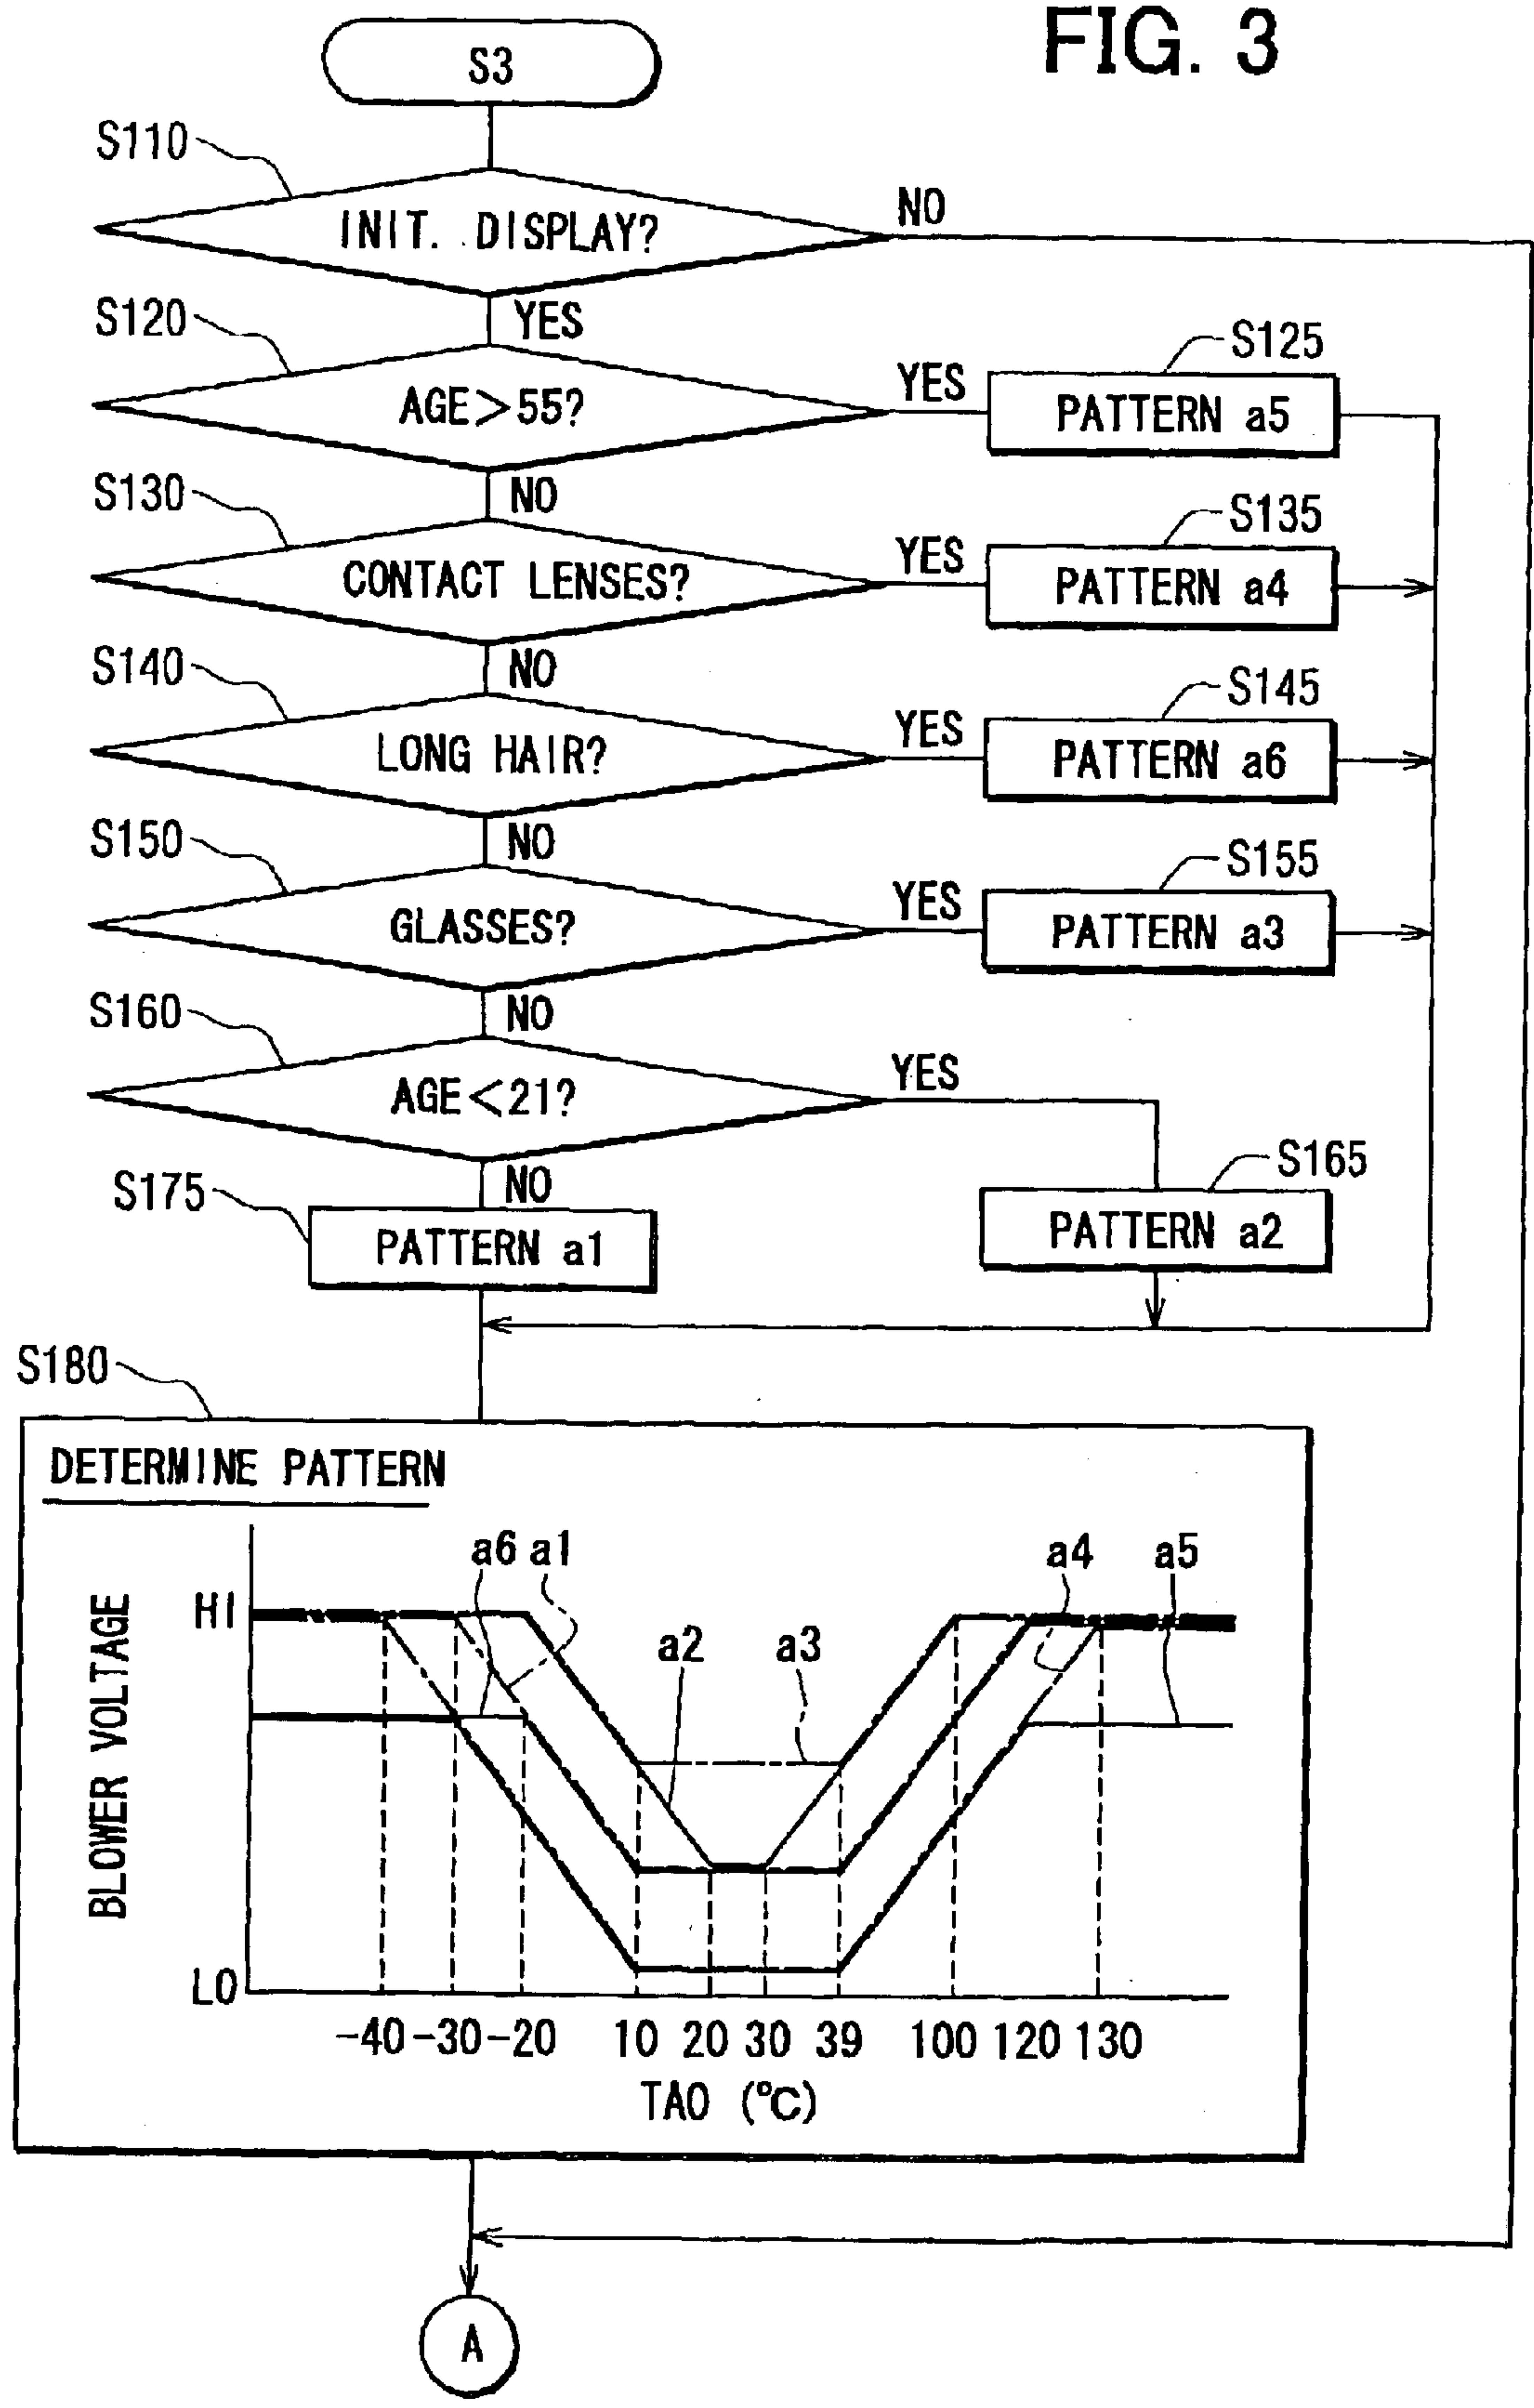 FIG. 3
S3
S110
INIT. DISPLAY?
NO
YES
S120
AGE>55?
YES
S125
PATTERN a5
NO
S130
CONTACT LENSES?
YES
S135
PATTERN a4
NO
S140
LONG HAIR?
YES
S145
PATTERN a6
NO
S150
GLASSES?
YES
S155
PATTERN a3
NO
S160
AGE<21?
YES
S165
PATTERN a2
NO
S175
PATTERN a1
S180
DETERMINE PATTERN
a6 a1 a4 a5
HI
a2 a3
BLOWER VOLTAGE
LO
-40 -30 -20 10 20 30 39 100 120 130
TAO (°C)
A